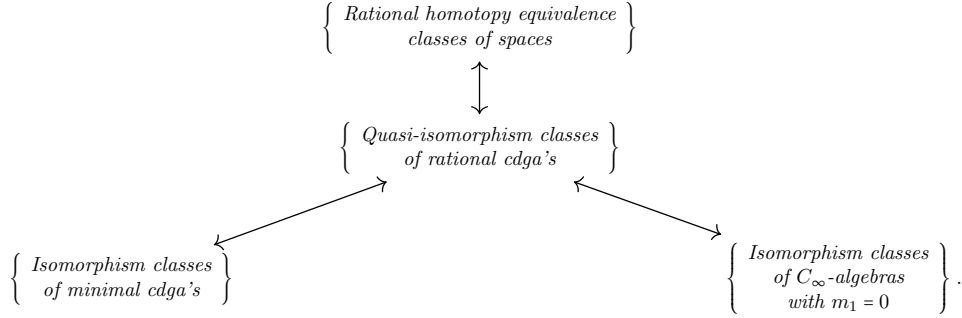 { Rational homotopy equivalence
classes of spaces }
{ Quasi-isomorphism classes
of rational cdga's }
{ Isomorphism classes
of minimal cdga's }
{ Isomorphism classes
of C∞-algebras
with m₁ = 0 } .